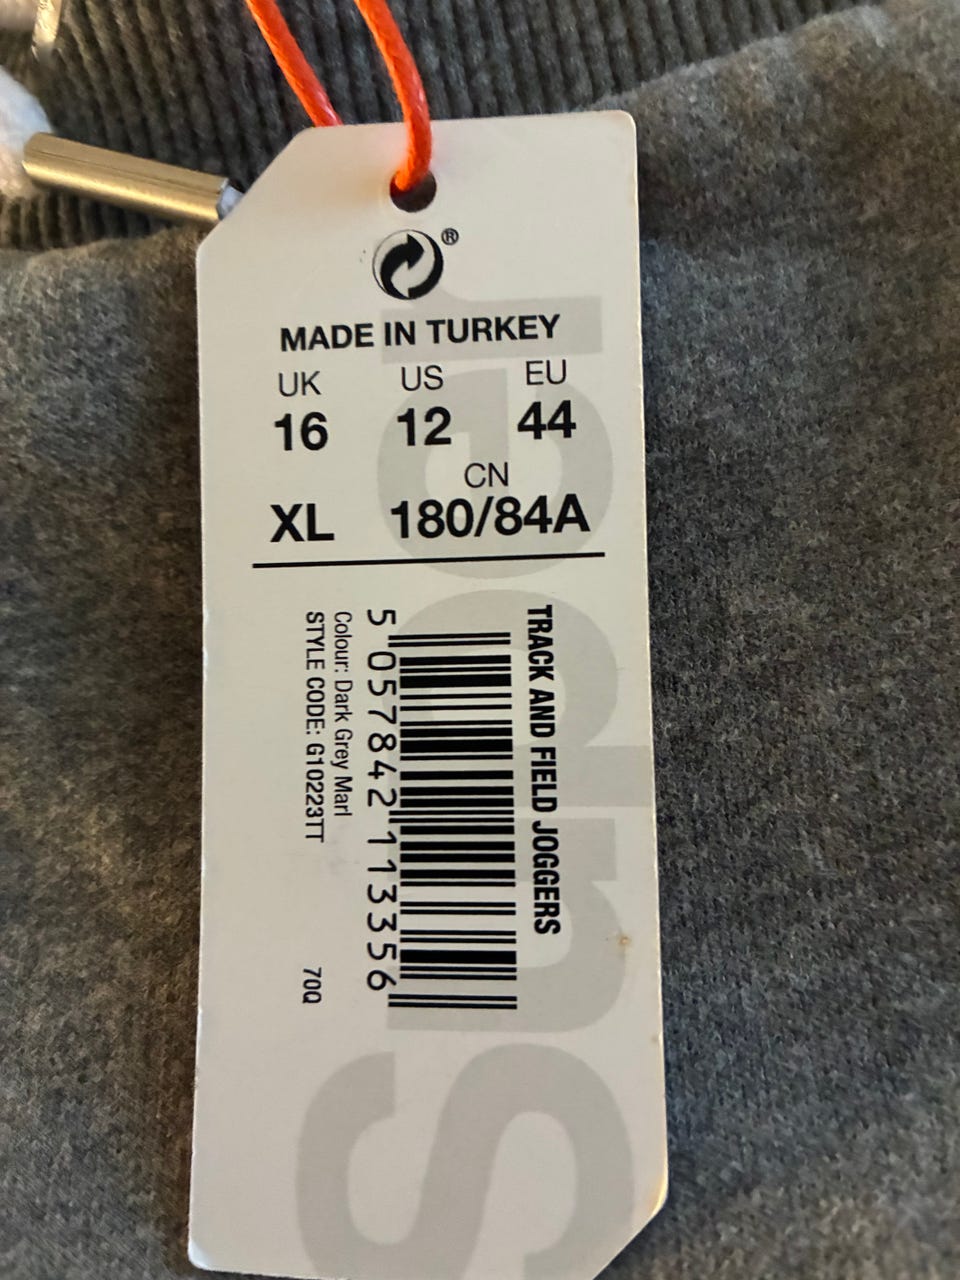 ®
MADE IN TURKEY
UK US EU
16 12 44
CN
XL 180/84A
TRACK AND FIELD JOGGERS
5 057842 113356
Colour: Dark Grey Marl
STYLE CODE: G10223TT 70Q
Super